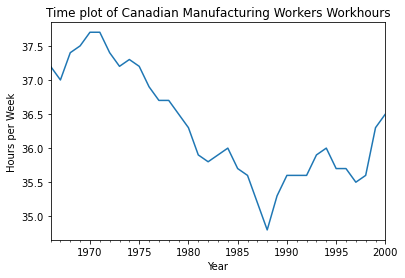 Time plot of Canadian Manufacturing Workers Workhours
Hours per Week
37.5
37.0
36.5
36.0
35.5
35.0
1970 1975 1980 1985 1990 1995 2000
Year